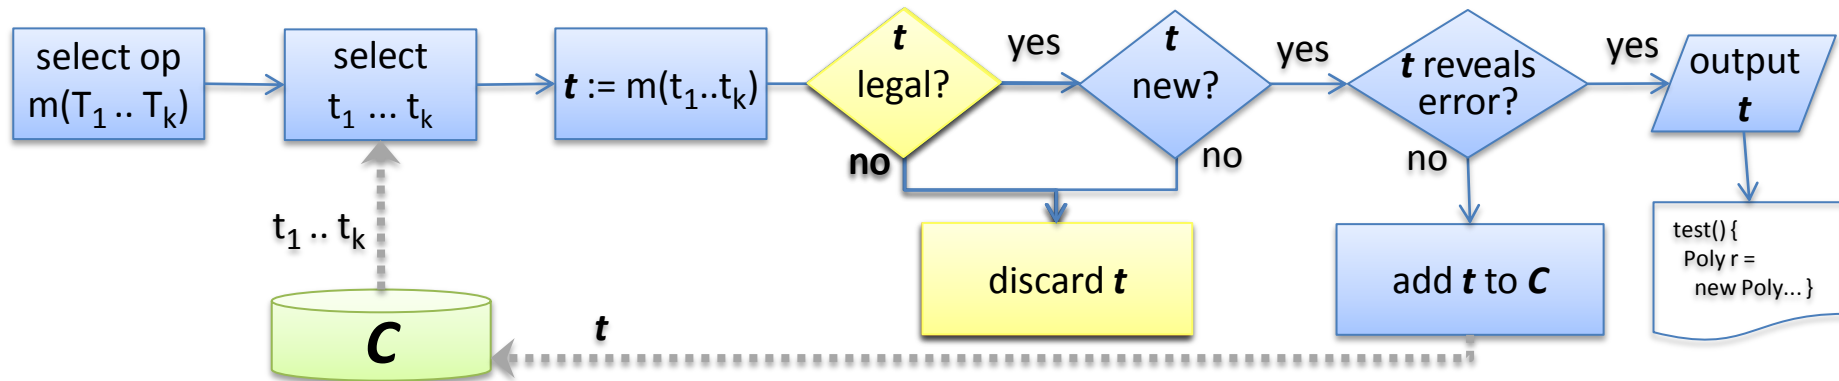 select op
m(T₁ .. Tₖ)
select
t₁ ... tₖ
t := m(t₁..tₖ)
t
legal?
yes
no
t
new?
yes
no
t reveals
error?
yes
no
output
t
discard t
add t to C
test() {
Poly r =
new Poly... }
t₁ .. tₖ
C
t